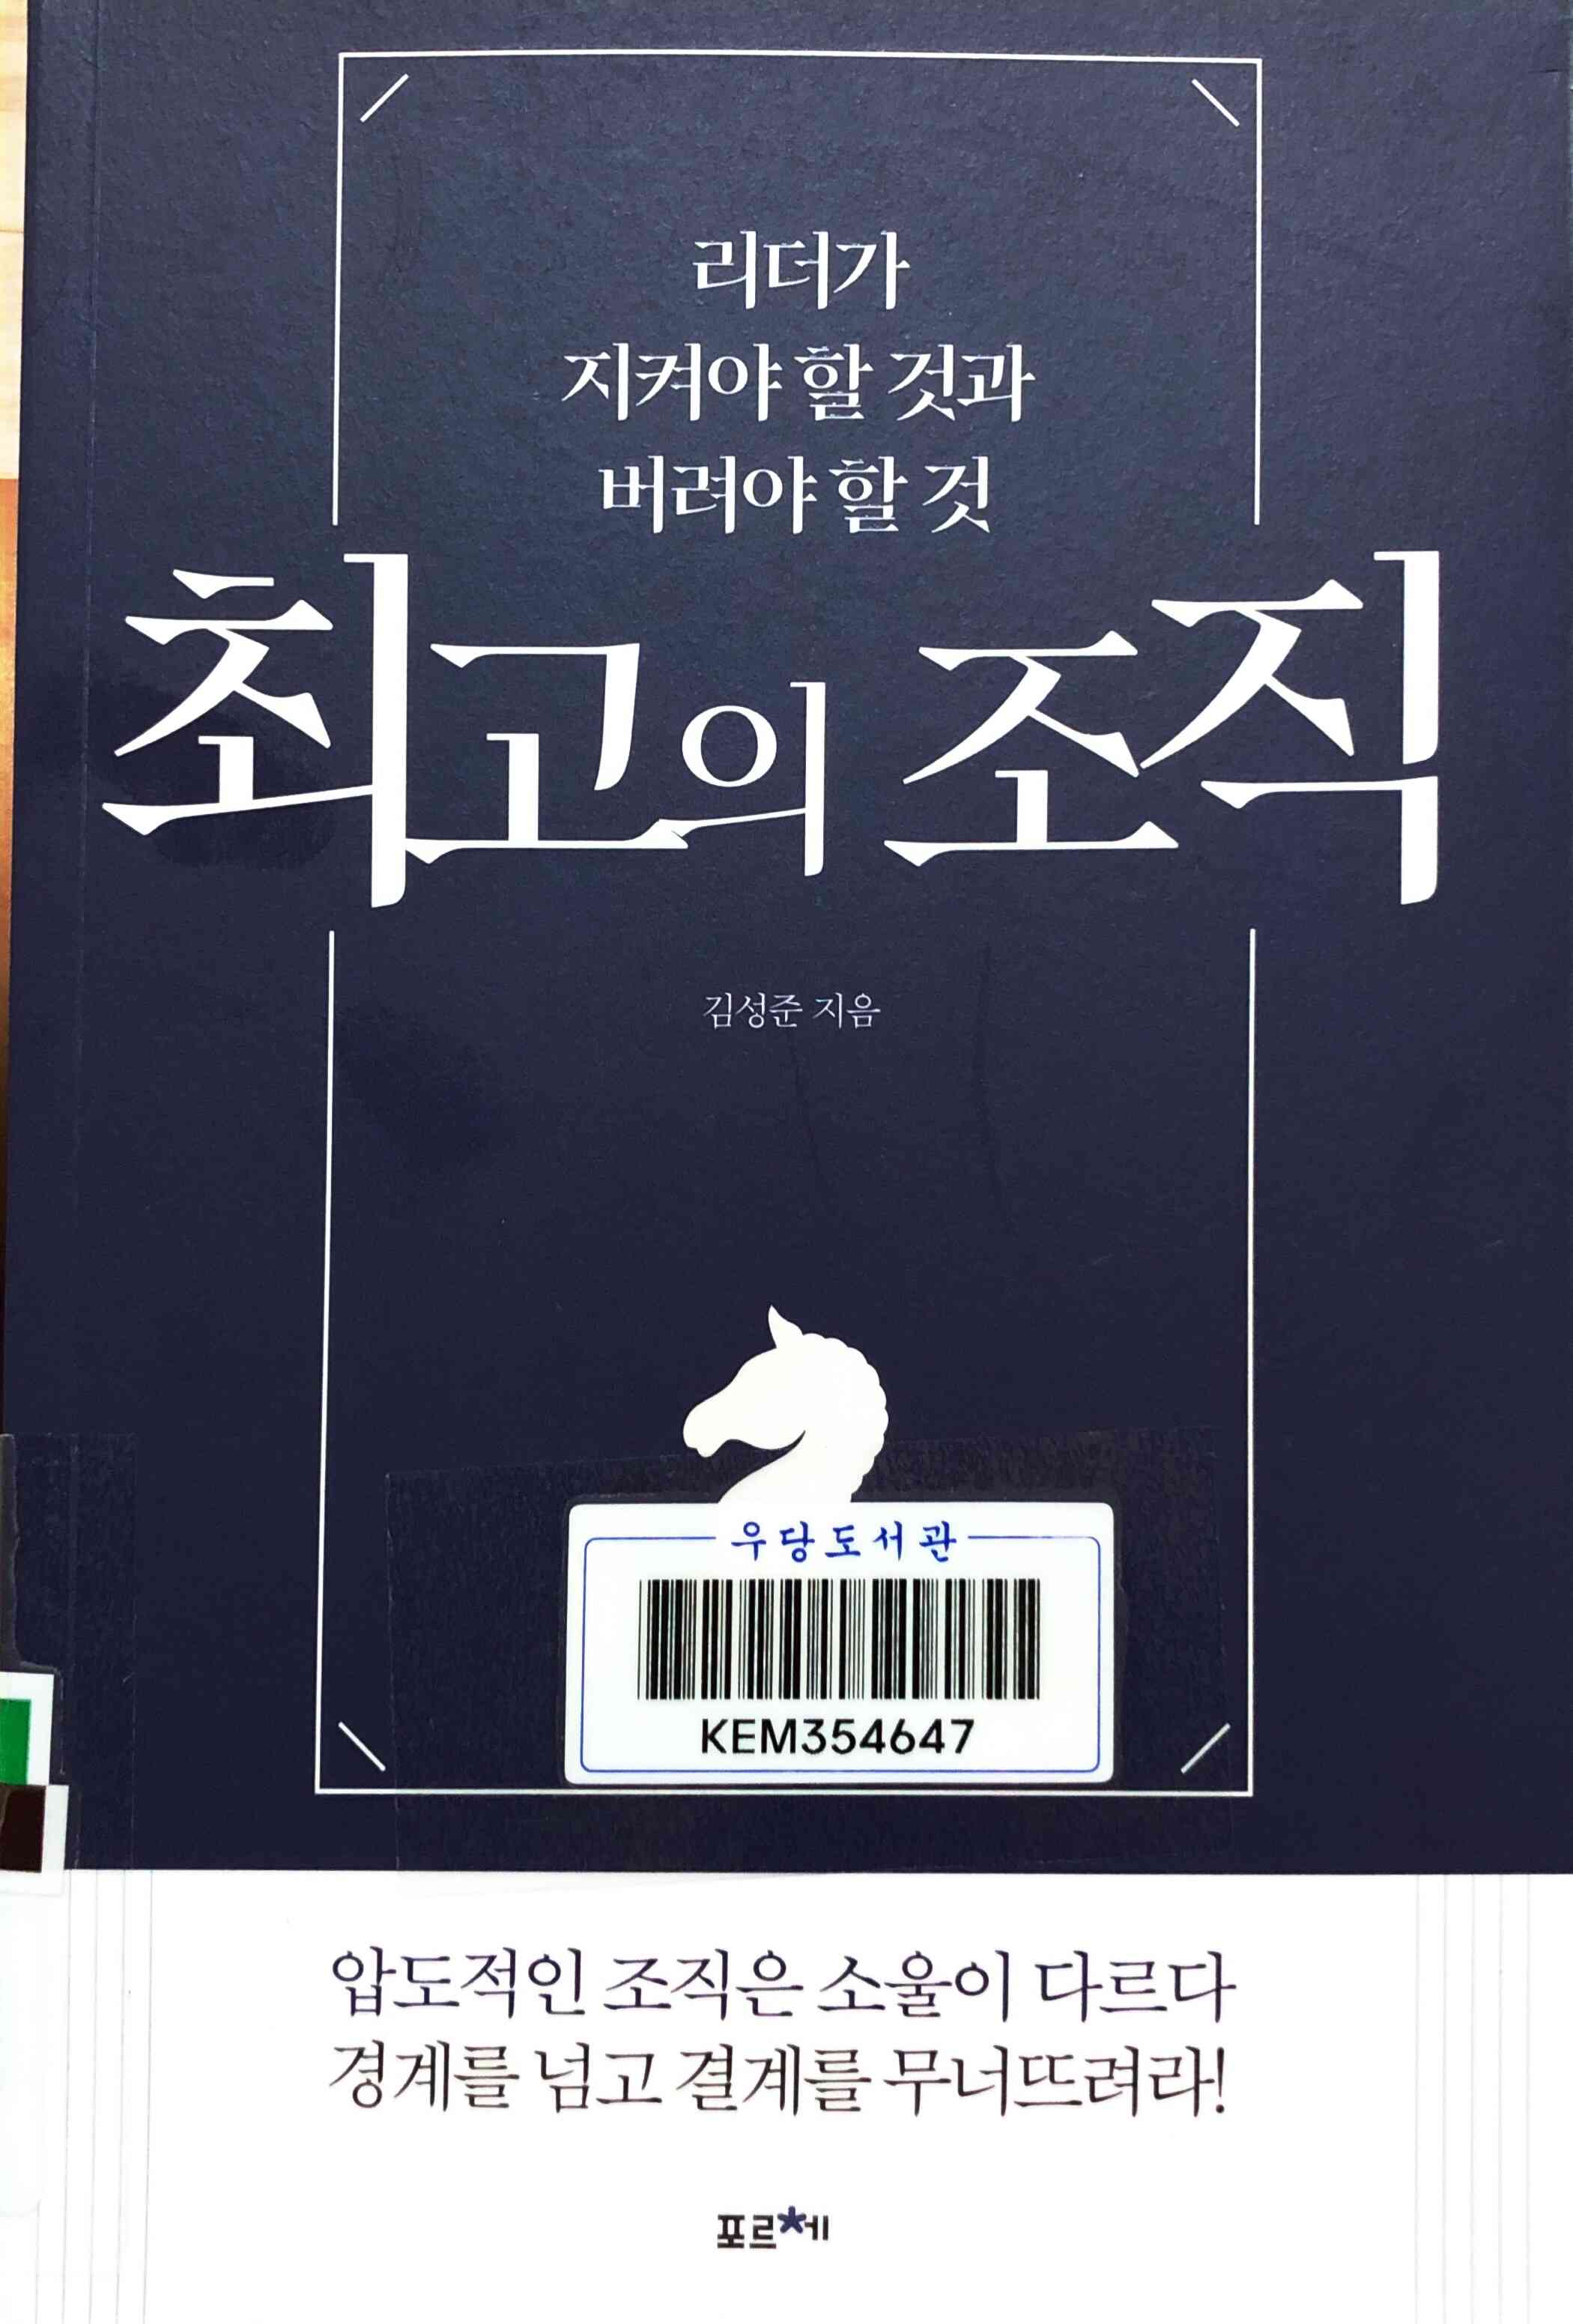 리더가
지켜야 할 것과
버려야 할 것
최고의 조직
김성준 지음
우당도서관
KEM354647
압도적인 조직은 소울이 다르다
경계를 넘고 결계를 무너뜨려라!
포르체